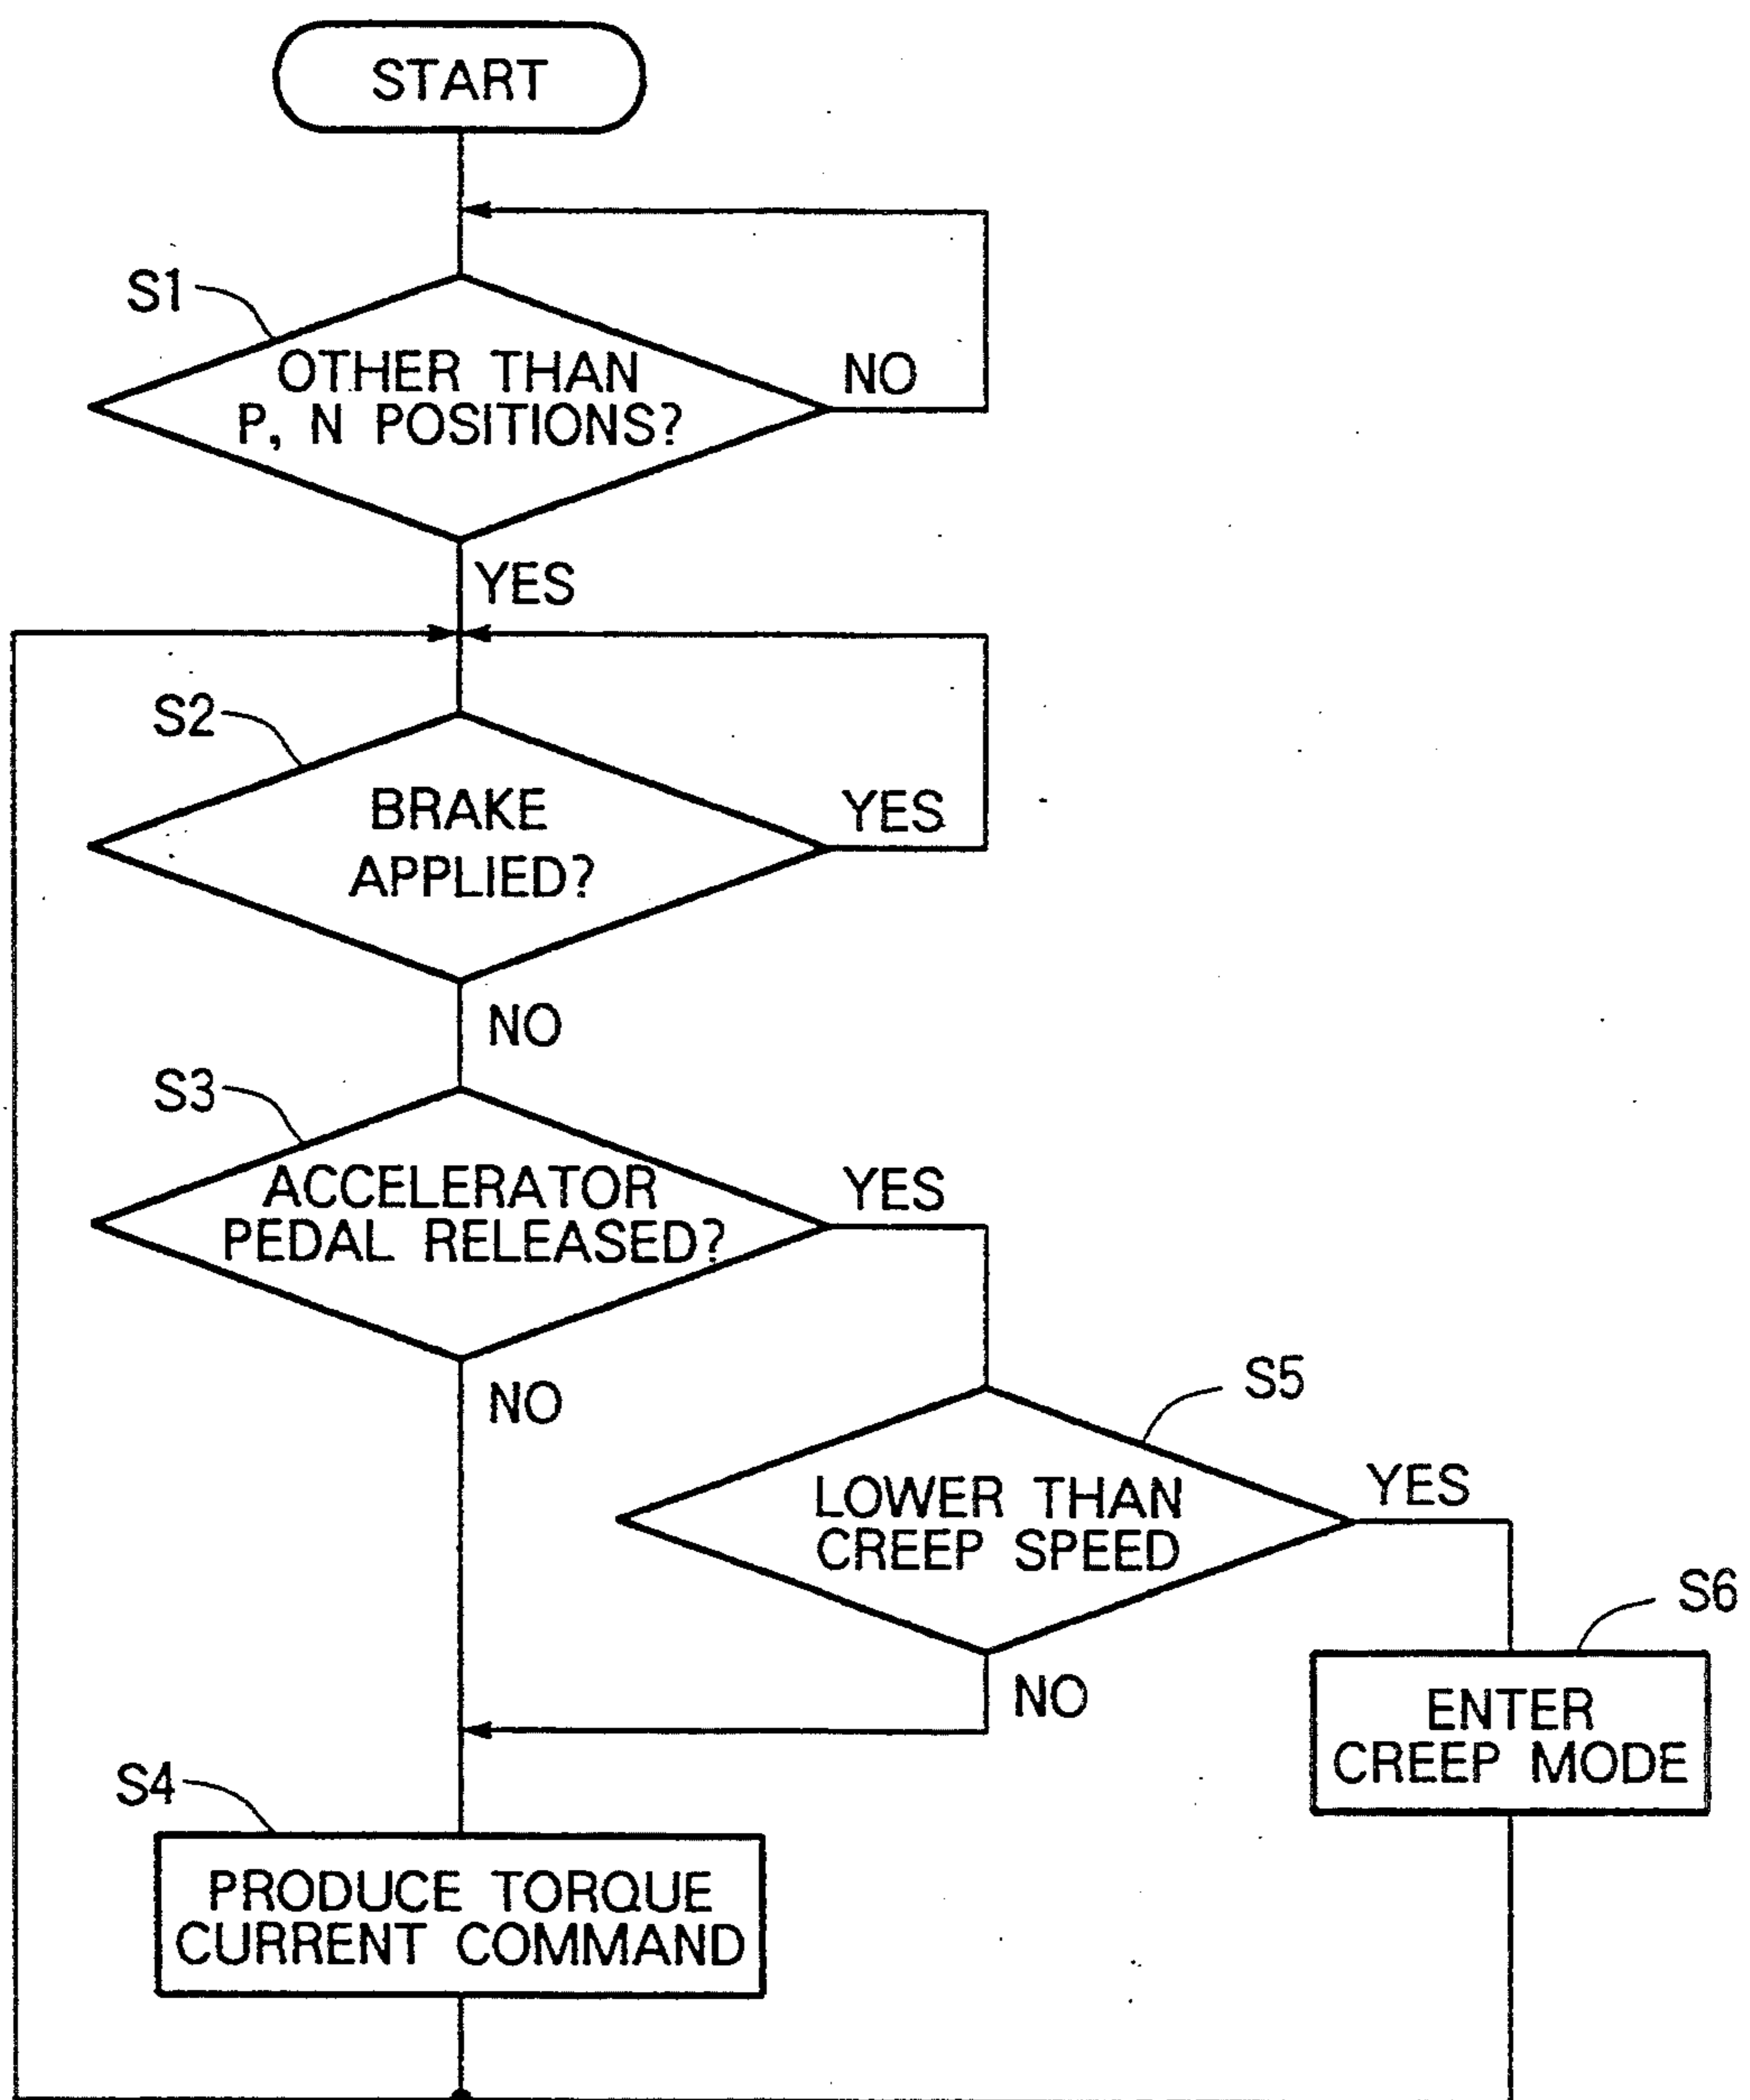 START
S1
OTHER THAN
P, N POSITIONS?
NO
YES
S2
BRAKE
APPLIED?
YES
NO
S3
ACCELERATOR
PEDAL RELEASED?
YES
NO
S5
LOWER THAN
CREEP SPEED
YES
NO
S6
ENTER
CREEP MODE
S4
PRODUCE TORQUE
CURRENT COMMAND